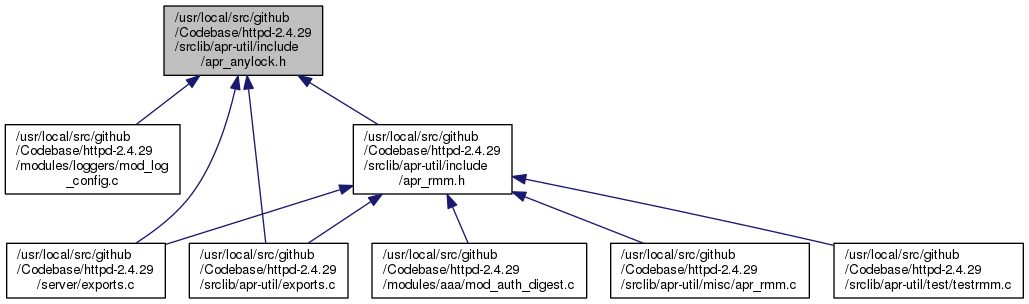 /usr/local/src/github
/Codebase/httpd-2.4.29
/srclib/apr-util/include
/apr_anylock.h
/usr/local/src/github
/Codebase/httpd-2.4.29
/modules/loggers/mod_log
_config.c
/usr/local/src/github
/Codebase/httpd-2.4.29
/srclib/apr-util/include
/apr_rmm.h
/usr/local/src/github
/Codebase/httpd-2.4.29
/server/exports.c
/usr/local/src/github
/Codebase/httpd-2.4.29
/srclib/apr-util/exports.c
/usr/local/src/github
/Codebase/httpd-2.4.29
/modules/aaa/mod_auth_digest.c
/usr/local/src/github
/Codebase/httpd-2.4.29
/srclib/apr-util/misc/apr_rmm.c
/usr/local/src/github
/Codebase/httpd-2.4.29
/srclib/apr-util/test/testrmm.c